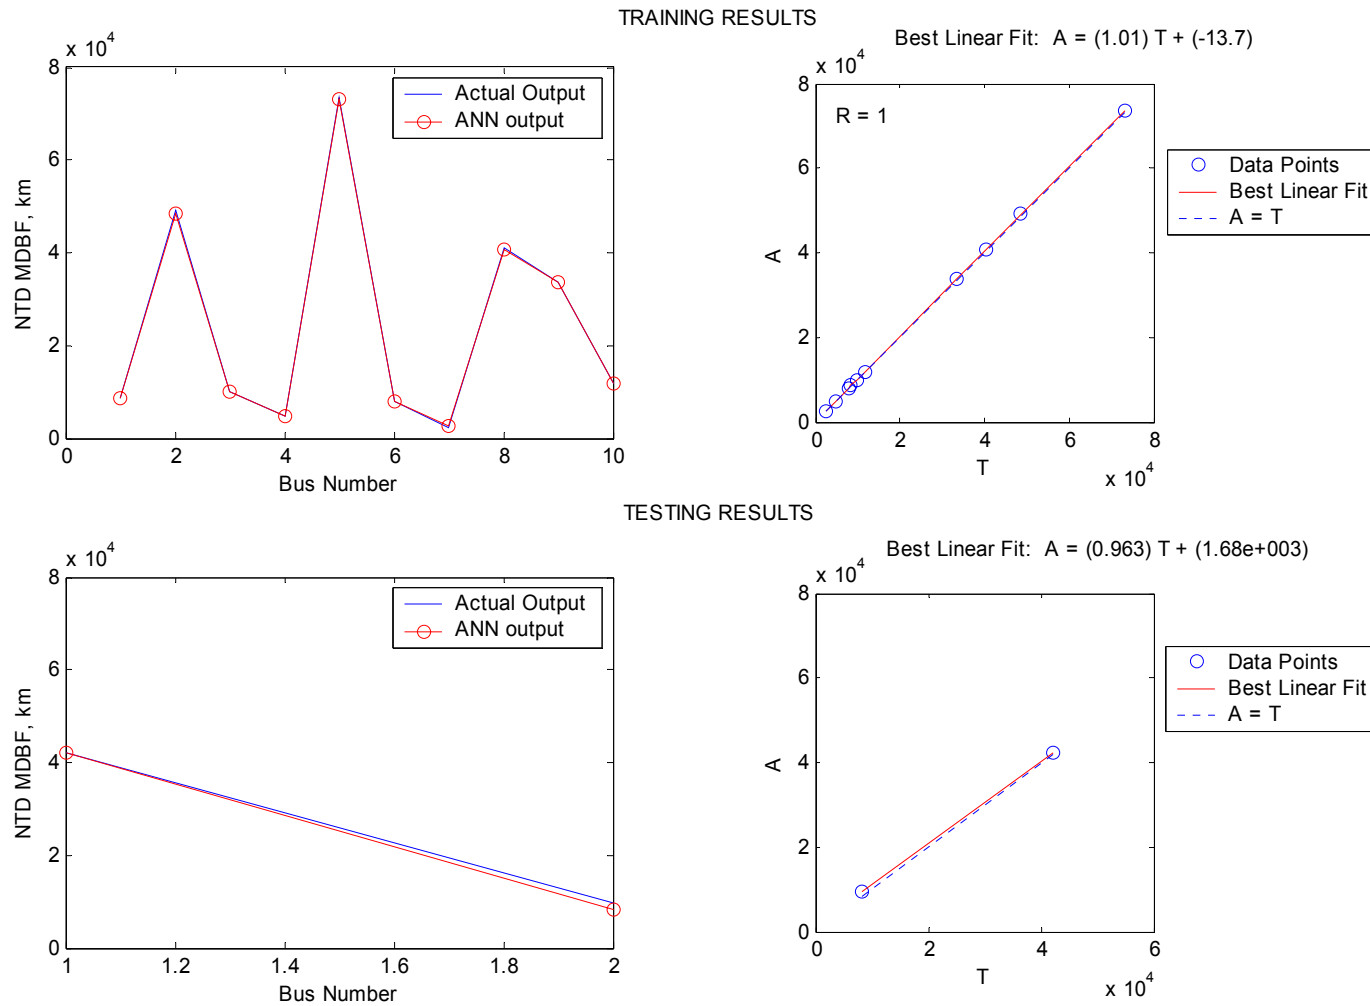 TRAINING RESULTS
x 10^4
8
6
4
2
0
NTD MDBF, km
0 2 4 6 8 10
Bus Number
Actual Output
ANN output
Best Linear Fit: A = (1.01) T + (-13.7)
x 10^4
8
6
4
2
0
A
R = 1
0 2 4 6 8
T
x 10^4
Data Points
Best Linear Fit
A = T
TESTING RESULTS
x 10^4
8
6
4
2
0
NTD MDBF, km
1 1.2 1.4 1.6 1.8 2
Bus Number
Actual Output
ANN output
Best Linear Fit: A = (0.963) T + (1.68e+003)
x 10^4
8
6
4
2
0
A
0 2 4 6
T
x 10^4
Data Points
Best Linear Fit
A = T